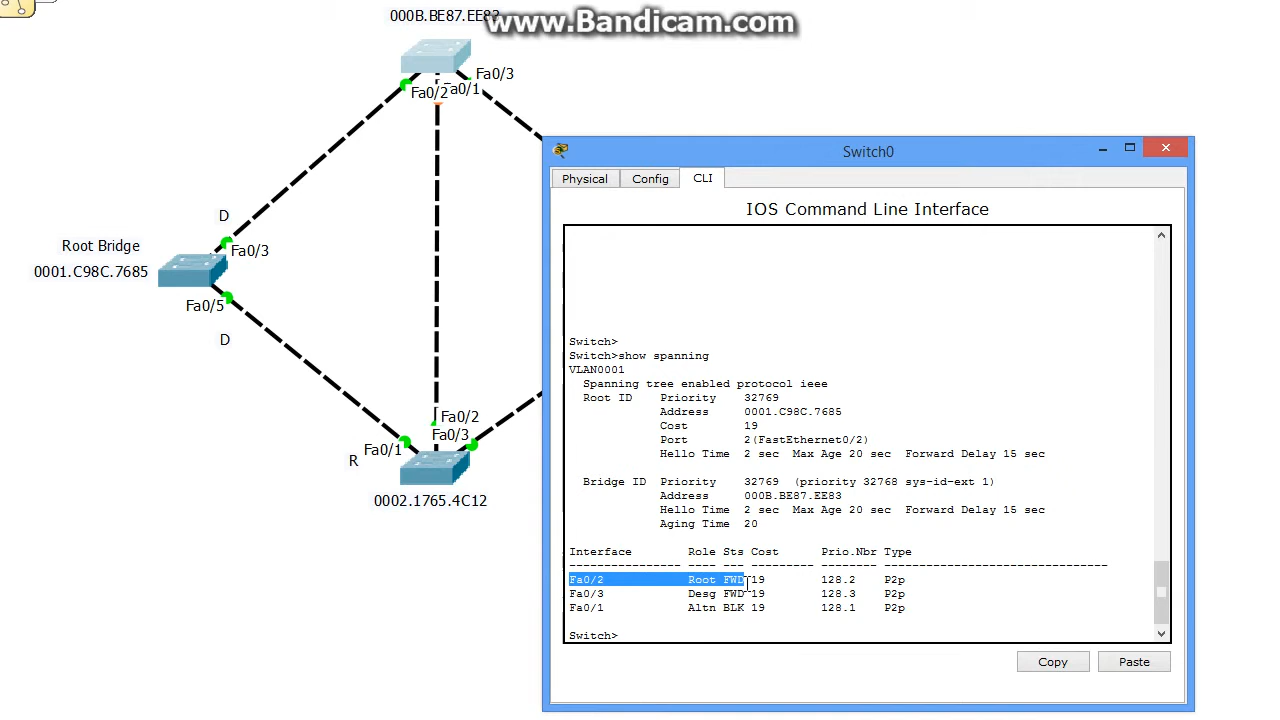 000B.BE87.EE83
www.Bandicam.com
Fa0/3
Fa0/2
Fa0/1
D
Root Bridge
Fa0/3
0001.C98C.7685
Fa0/5
D
Fa0/2
Fa0/3
Fa0/1
R
0002.1765.4C12
Switch0
Physical Config CLI
IOS Command Line Interface
Switch>
Switch>show spanning
VLAN0001
Spanning tree enabled protocol ieee
Root ID Priority 32769
Address 0001.C98C.7685
Cost 19
Port 2(FastEthernet0/2)
Hello Time 2 sec Max Age 20 sec Forward Delay 15 sec
Bridge ID Priority 32769 (priority 32768 sys-id-ext 1)
Address 000B.BE87.EE83
Hello Time 2 sec Max Age 20 sec Forward Delay 15 sec
Aging Time 20
Interface Role Sts Cost Prio.Nbr Type
---------------- ---- --- --------- -------- --------------------------------
Fa0/2 Root FWD 19 128.2 P2p
Fa0/3 Desg FWD 19 128.3 P2p
Fa0/1 Altn BLK 19 128.1 P2p
Switch>
Copy Paste